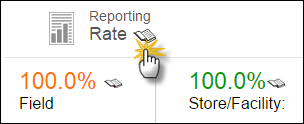 Reporting
Rate
100.0% 100.0%
Field Store/Facility: